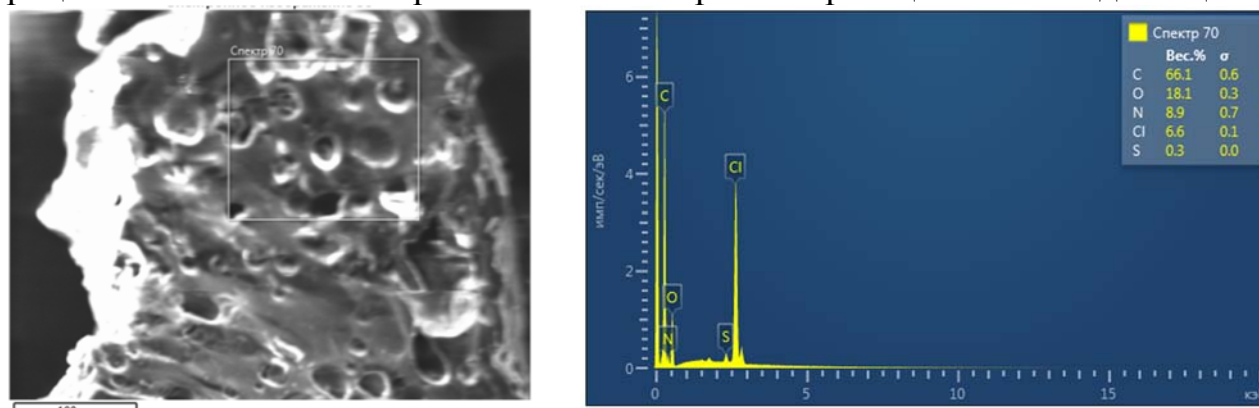 Спектр 70
Спектр 70
Вес.% σ
C 66.1 0.6
O 18.1 0.3
N 8.9 0.7
Cl 6.6 0.1
S 0.3 0.0
имп/сек/эВ
6
4
2
0
C
O
N
S
Cl
0 5 10 15